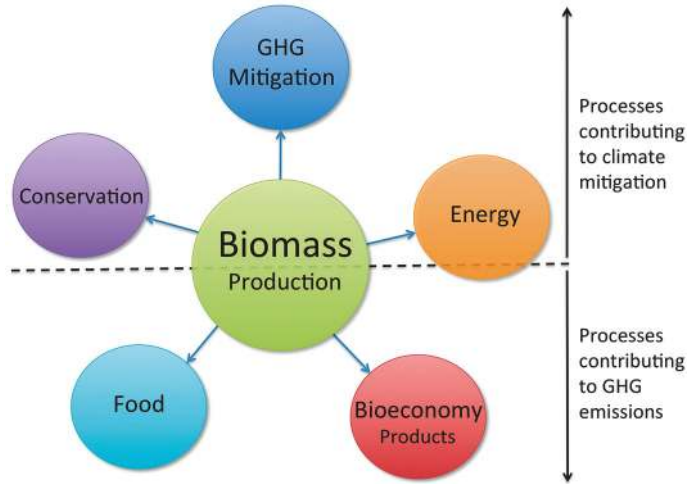 GHG
Mitigation
Processes
contributing
to climate
mitigation
Conservation
Energy
Biomass
Production
Processes
contributing
to GHG
emissions
Food
Bioeconomy
Products